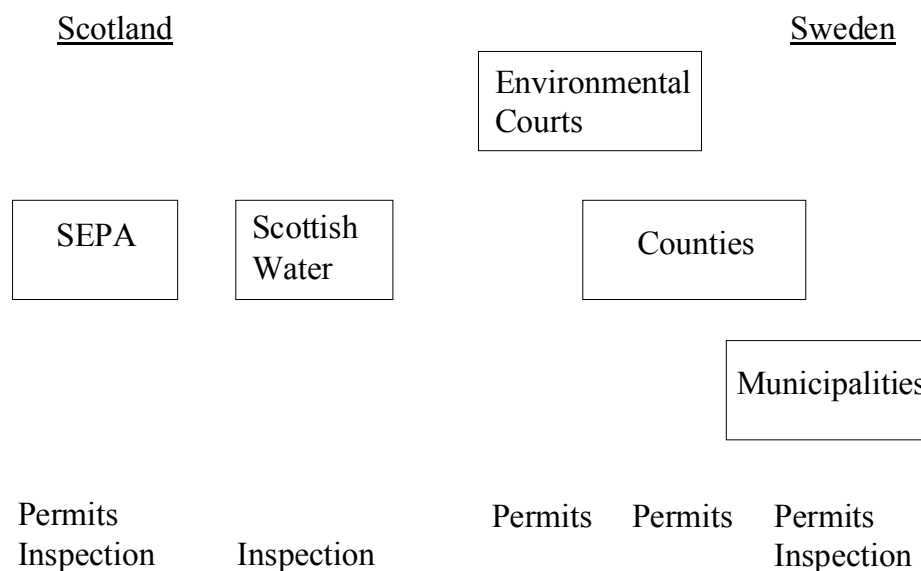 Scotland
Sweden
Environmental
Courts
SEPA
Scottish
Water
Counties
Municipalities
Permits
Inspection
Inspection
Permits
Permits
Permits
Inspection